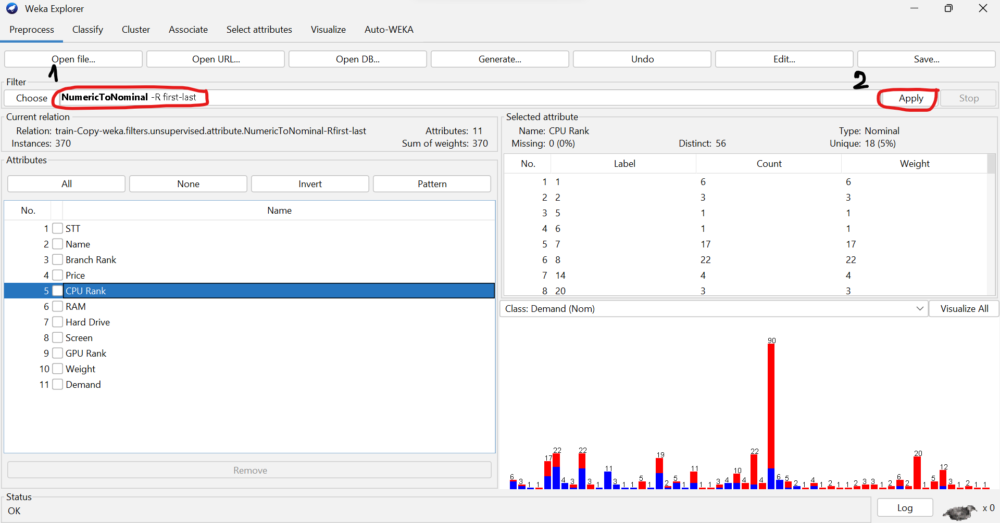 Weka Explorer
Preprocess Classify Cluster Associate Select attributes Visualize Auto-WEKA
Open file... Open URL... Open DB... Generate... Undo Edit... Save...
1 2
Filter
Choose NumericToNominal -R first-last Apply Stop
Current relation
Relation: train-Copy-weka.filters.unsupervised.attribute.NumericToNominal-Rfirst-last Attributes: 11
Instances: 370 Sum of weights: 370
Attributes
All None Invert Pattern
No. Name
1 STT
2 Name
3 Branch Rank
4 Price
5 CPU Rank
6 RAM
7 Hard Drive
8 Screen
9 GPU Rank
10 Weight
11 Demand
Remove
Selected attribute
Name: CPU Rank Type: Nominal
Missing: 0 (0%) Distinct: 56 Unique: 18 (5%)
No. Label Count Weight
1 1 6 6
2 2 3 3
3 5 1 1
4 6 1 1
5 7 17 17
6 8 22 22
7 14 4 4
8 20 3 3
Class: Demand (Nom) Visualize All
6 3 1 1 17 22 4 3 22 3 1 11 3 1 1 5 1 19 2 5 1 11 1 1 3 4 10 4 22 4 90 6 5 2 1 4 1 2 1 1 2 3 3 1 2 6 2 20 1 5 12 3 1 2 1 1
Status
OK
Log x 0